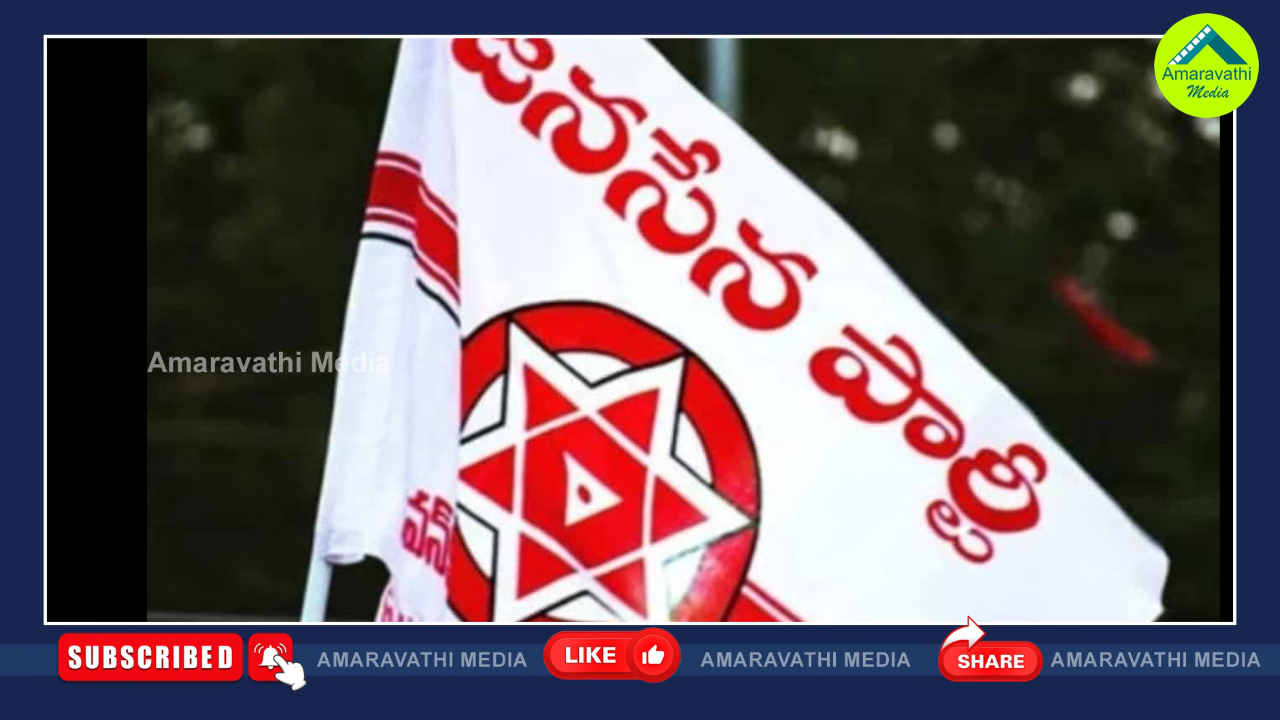 Amaravathi
Media
జనసేన పార్టీ
Amaravathi Media
SUBSCRIBED
AMARAVATHI MEDIA
LIKE
AMARAVATHI MEDIA
SHARE
AMARAVATHI MEDIA